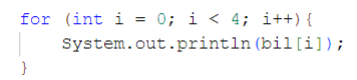 for (int i = 0; i < 4; i++){
    System.out.println(bil[i]);
}